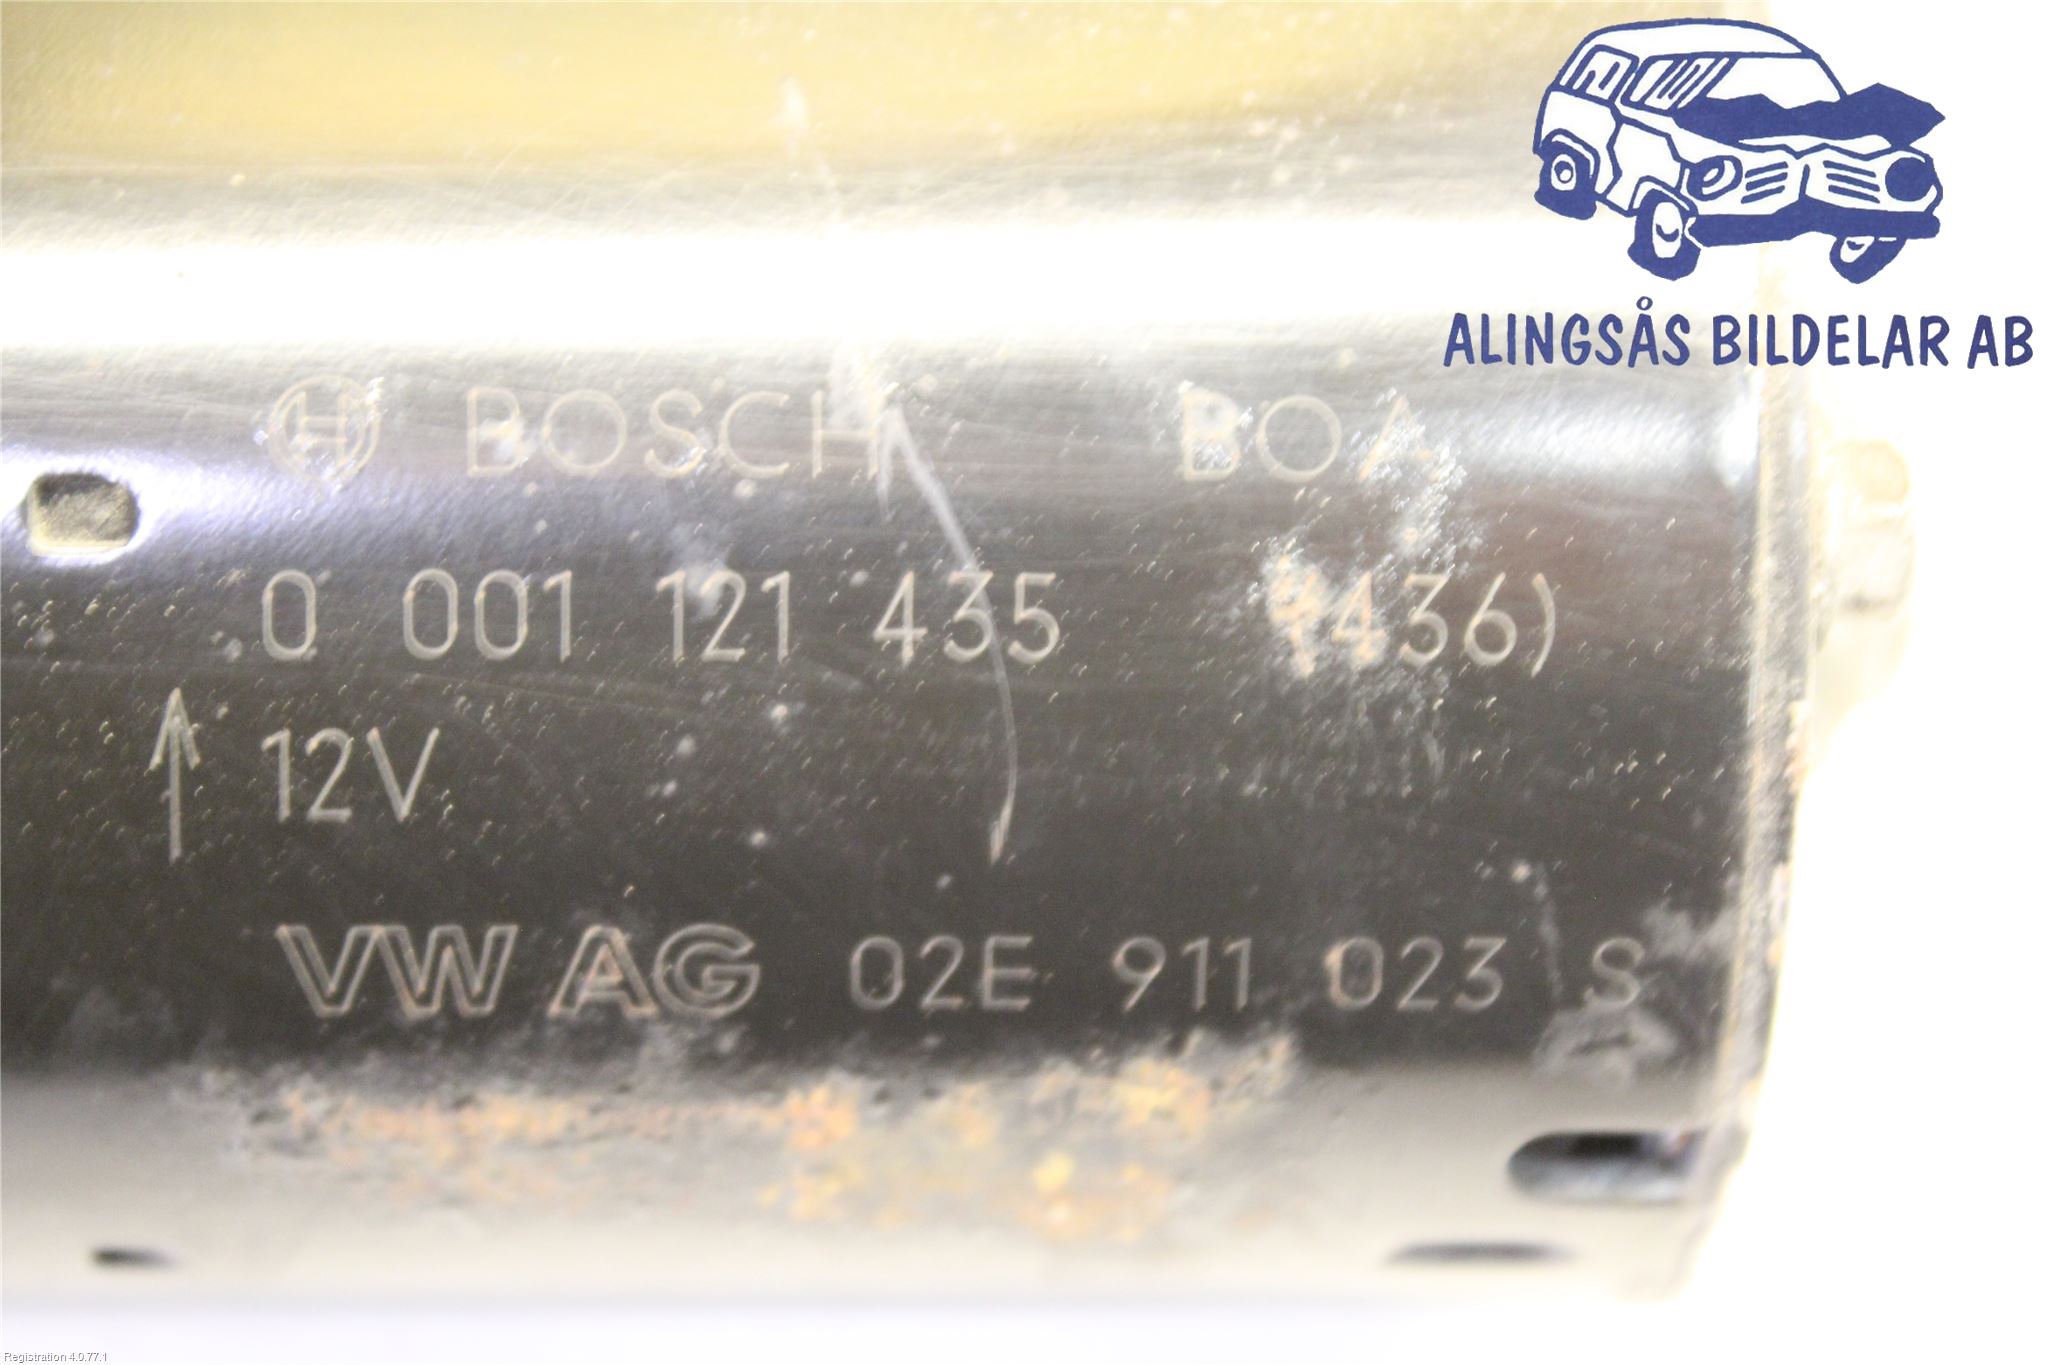 ALINGSÅS BILDELAR AB
BOSCH BOA
0 001 121 435 436)
12V
VW AG 02E 911 023 S
Registration 4.0.77.1